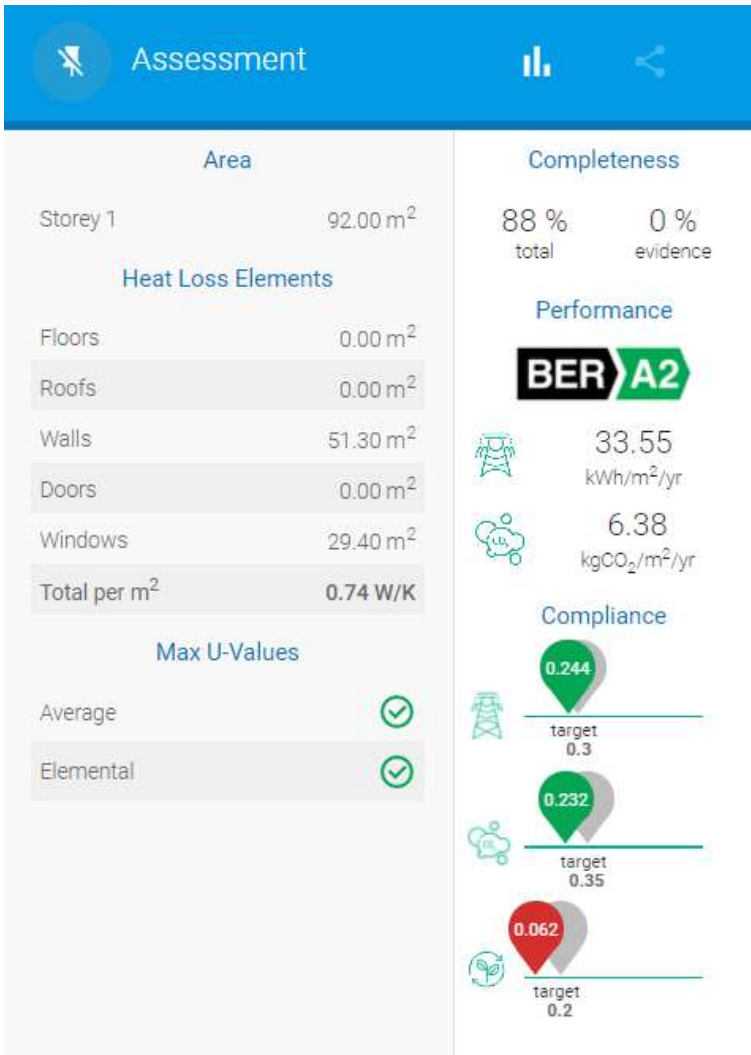 Assessment
Area
Storey 1 92.00 m²
Heat Loss Elements
Floors 0.00 m²
Roofs 0.00 m²
Walls 51.30 m²
Doors 0.00 m²
Windows 29.40 m²
Total per m² 0.74 W/K
Max U-Values
Average
Elemental
Completeness
88 % 0 %
total evidence
Performance
BER A2
33.55
kWh/m²/yr
CO₂
6.38
kgCO₂/m²/yr
Compliance
0.244
target
0.3
0.232
target
0.35
0.062
target
0.2